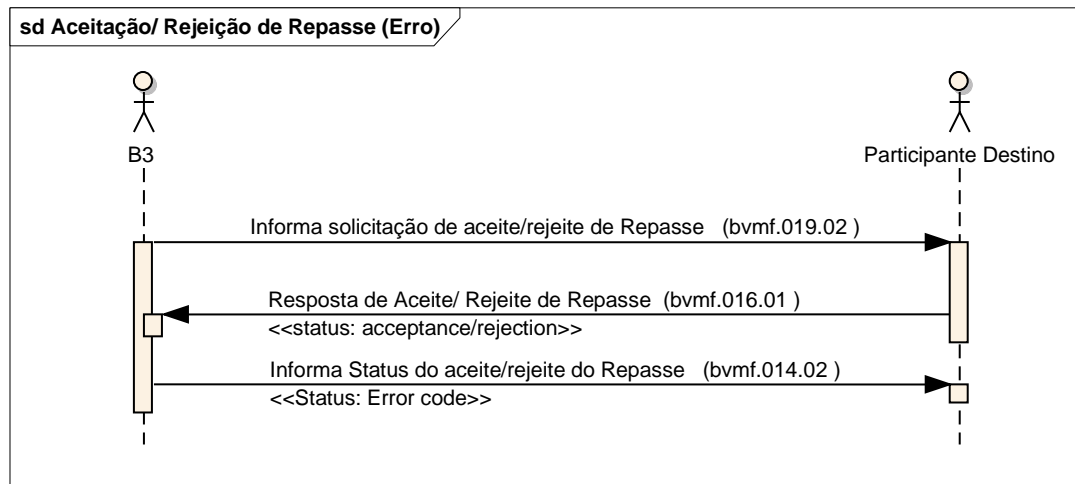 sd Aceitação/ Rejeição de Repasse (Erro)
B3
Participante Destino
Informa solicitação de aceite/rejeite de Repasse (bvmf.019.02 )
Resposta de Aceite/ Rejeite de Repasse (bvmf.016.01 )
<<status: acceptance/rejection>>
Informa Status do aceite/rejeite do Repasse (bvmf.014.02 )
<<Status: Error code>>